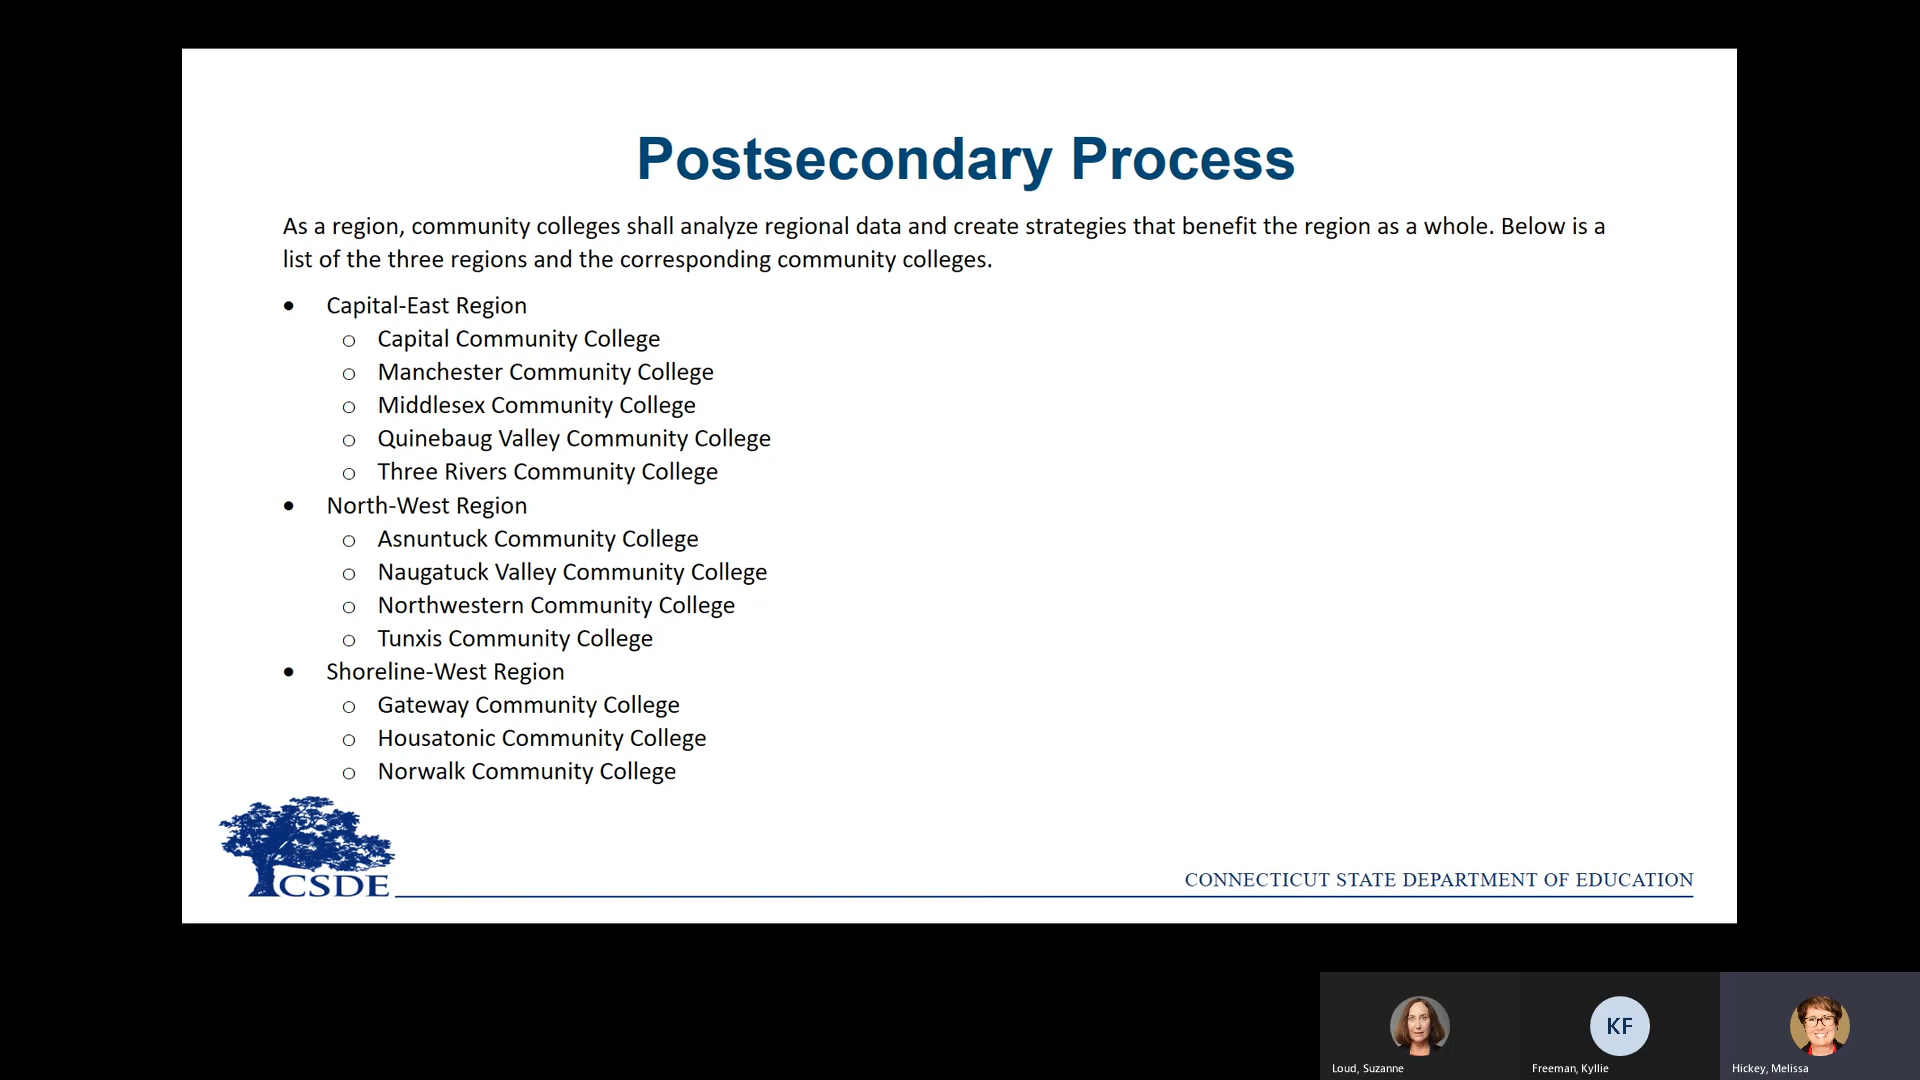 Postsecondary Process
As a region, community colleges shall analyze regional data and create strategies that benefit the region as a whole. Below is a
list of the three regions and the corresponding community colleges.
• Capital-East Region
o Capital Community College
o Manchester Community College
o Middlesex Community College
o Quinebaug Valley Community College
o Three Rivers Community College
• North-West Region
o Asnuntuck Community College
o Naugatuck Valley Community College
o Northwestern Community College
o Tunxis Community College
• Shoreline-West Region
o Gateway Community College
o Housatonic Community College
o Norwalk Community College
CSDE
CONNECTICUT STATE DEPARTMENT OF EDUCATION
KF
Loud, Suzanne
Freeman, Kyllie
Hickey, Melissa